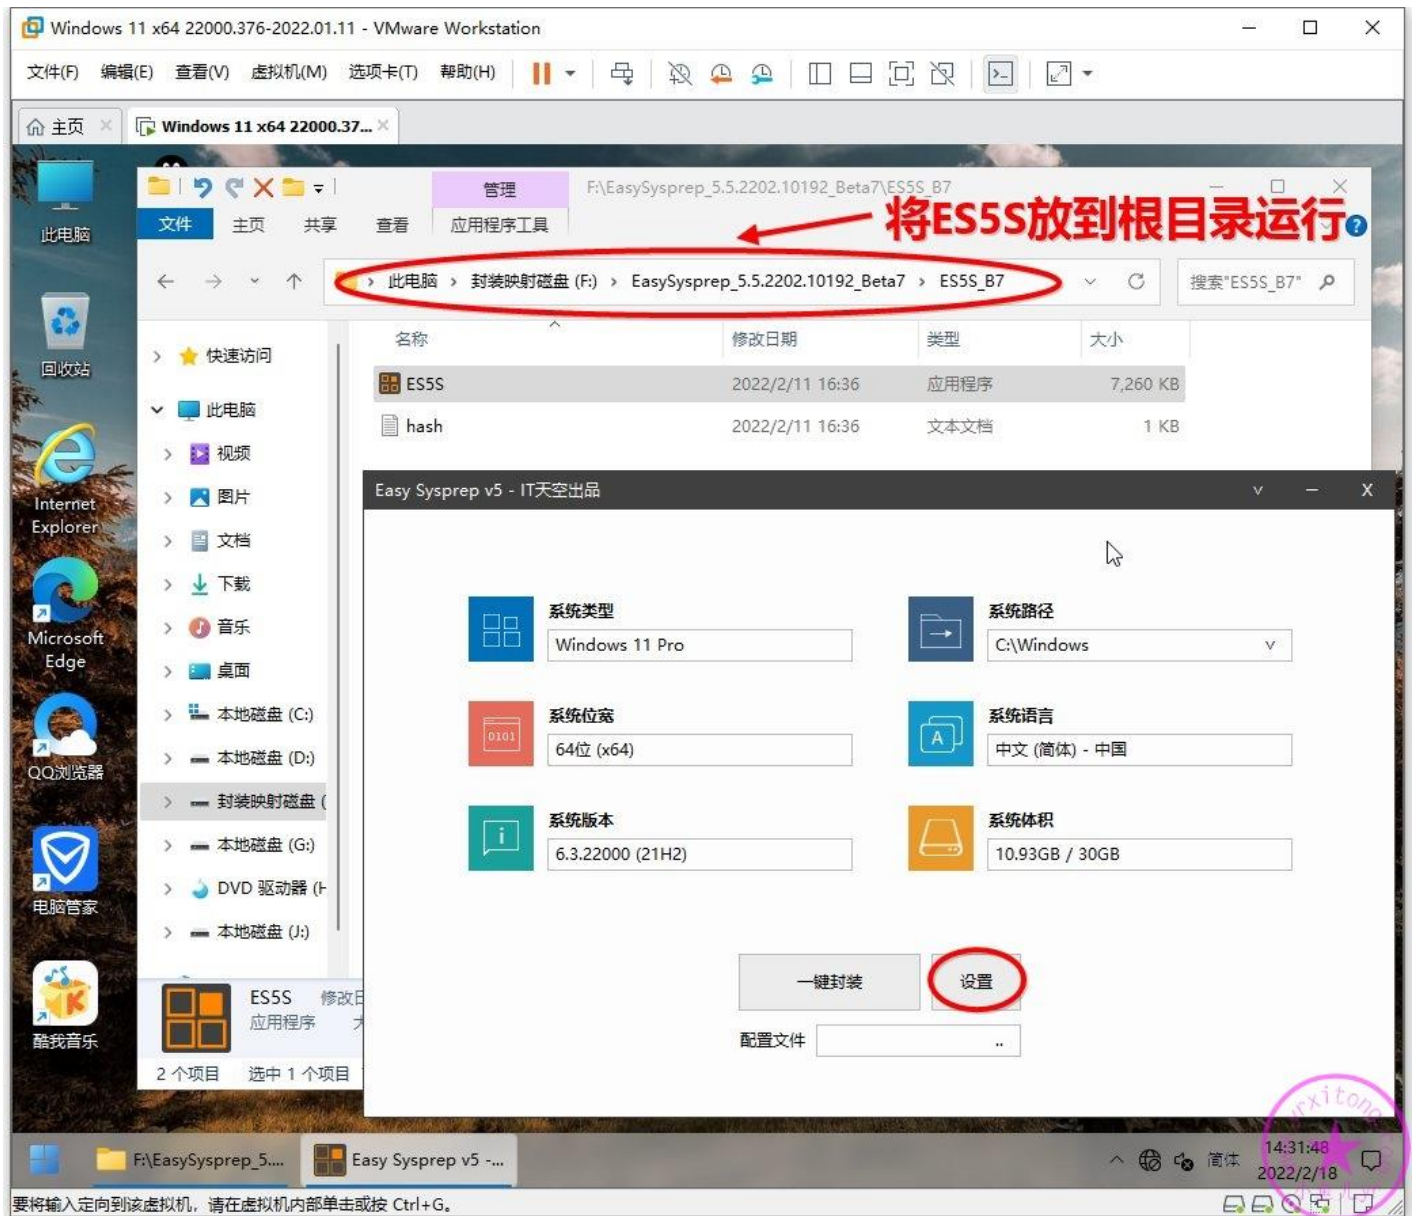 Windows 11 x64 22000.376-2022.01.11 - VMware Workstation
文件(F) 编辑(E) 查看(V) 虚拟机(M) 选项卡(T) 帮助(H)
主页 Windows 11 x64 22000.37...
管理 F:\EasySysprep_5.5.2202.10192_Beta7\ES5S_B7
文件 主页 共享 查看 应用程序工具
将ES5S放到根目录运行
此电脑 › 封装映射磁盘 (F:) › EasySysprep_5.5.2202.10192_Beta7 › ES5S_B7
搜索"ES5S_B7"
名称 修改日期 类型 大小
ES5S 2022/2/11 16:36 应用程序 7,260 KB
hash 2022/2/11 16:36 文本文档 1 KB
快速访问
此电脑
视频
图片
文档
下载
音乐
桌面
本地磁盘 (C:)
本地磁盘 (D:)
封装映射磁盘 (
本地磁盘 (G:)
DVD 驱动器 (H
本地磁盘 (J:)
ES5S
应用程序
2 个项目 选中 1 个项目
此电脑
回收站
Internet
Explorer
Microsoft
Edge
QQ浏览器
电脑管家
酷我音乐
Easy Sysprep v5 - IT天空出品
系统类型
Windows 11 Pro
系统路径
C:\Windows
系统位宽
0101
64位 (x64)
系统语言
A
中文 (简体) - 中国
系统版本
6.3.22000 (21H2)
系统体积
10.93GB / 30GB
一键封装 设置
配置文件 ..
F:\EasySysprep_5.... Easy Sysprep v5 -...
简体
14:31:48
2022/2/18
要将输入定向到该虚拟机，请在虚拟机内部单击或按 Ctrl+G。